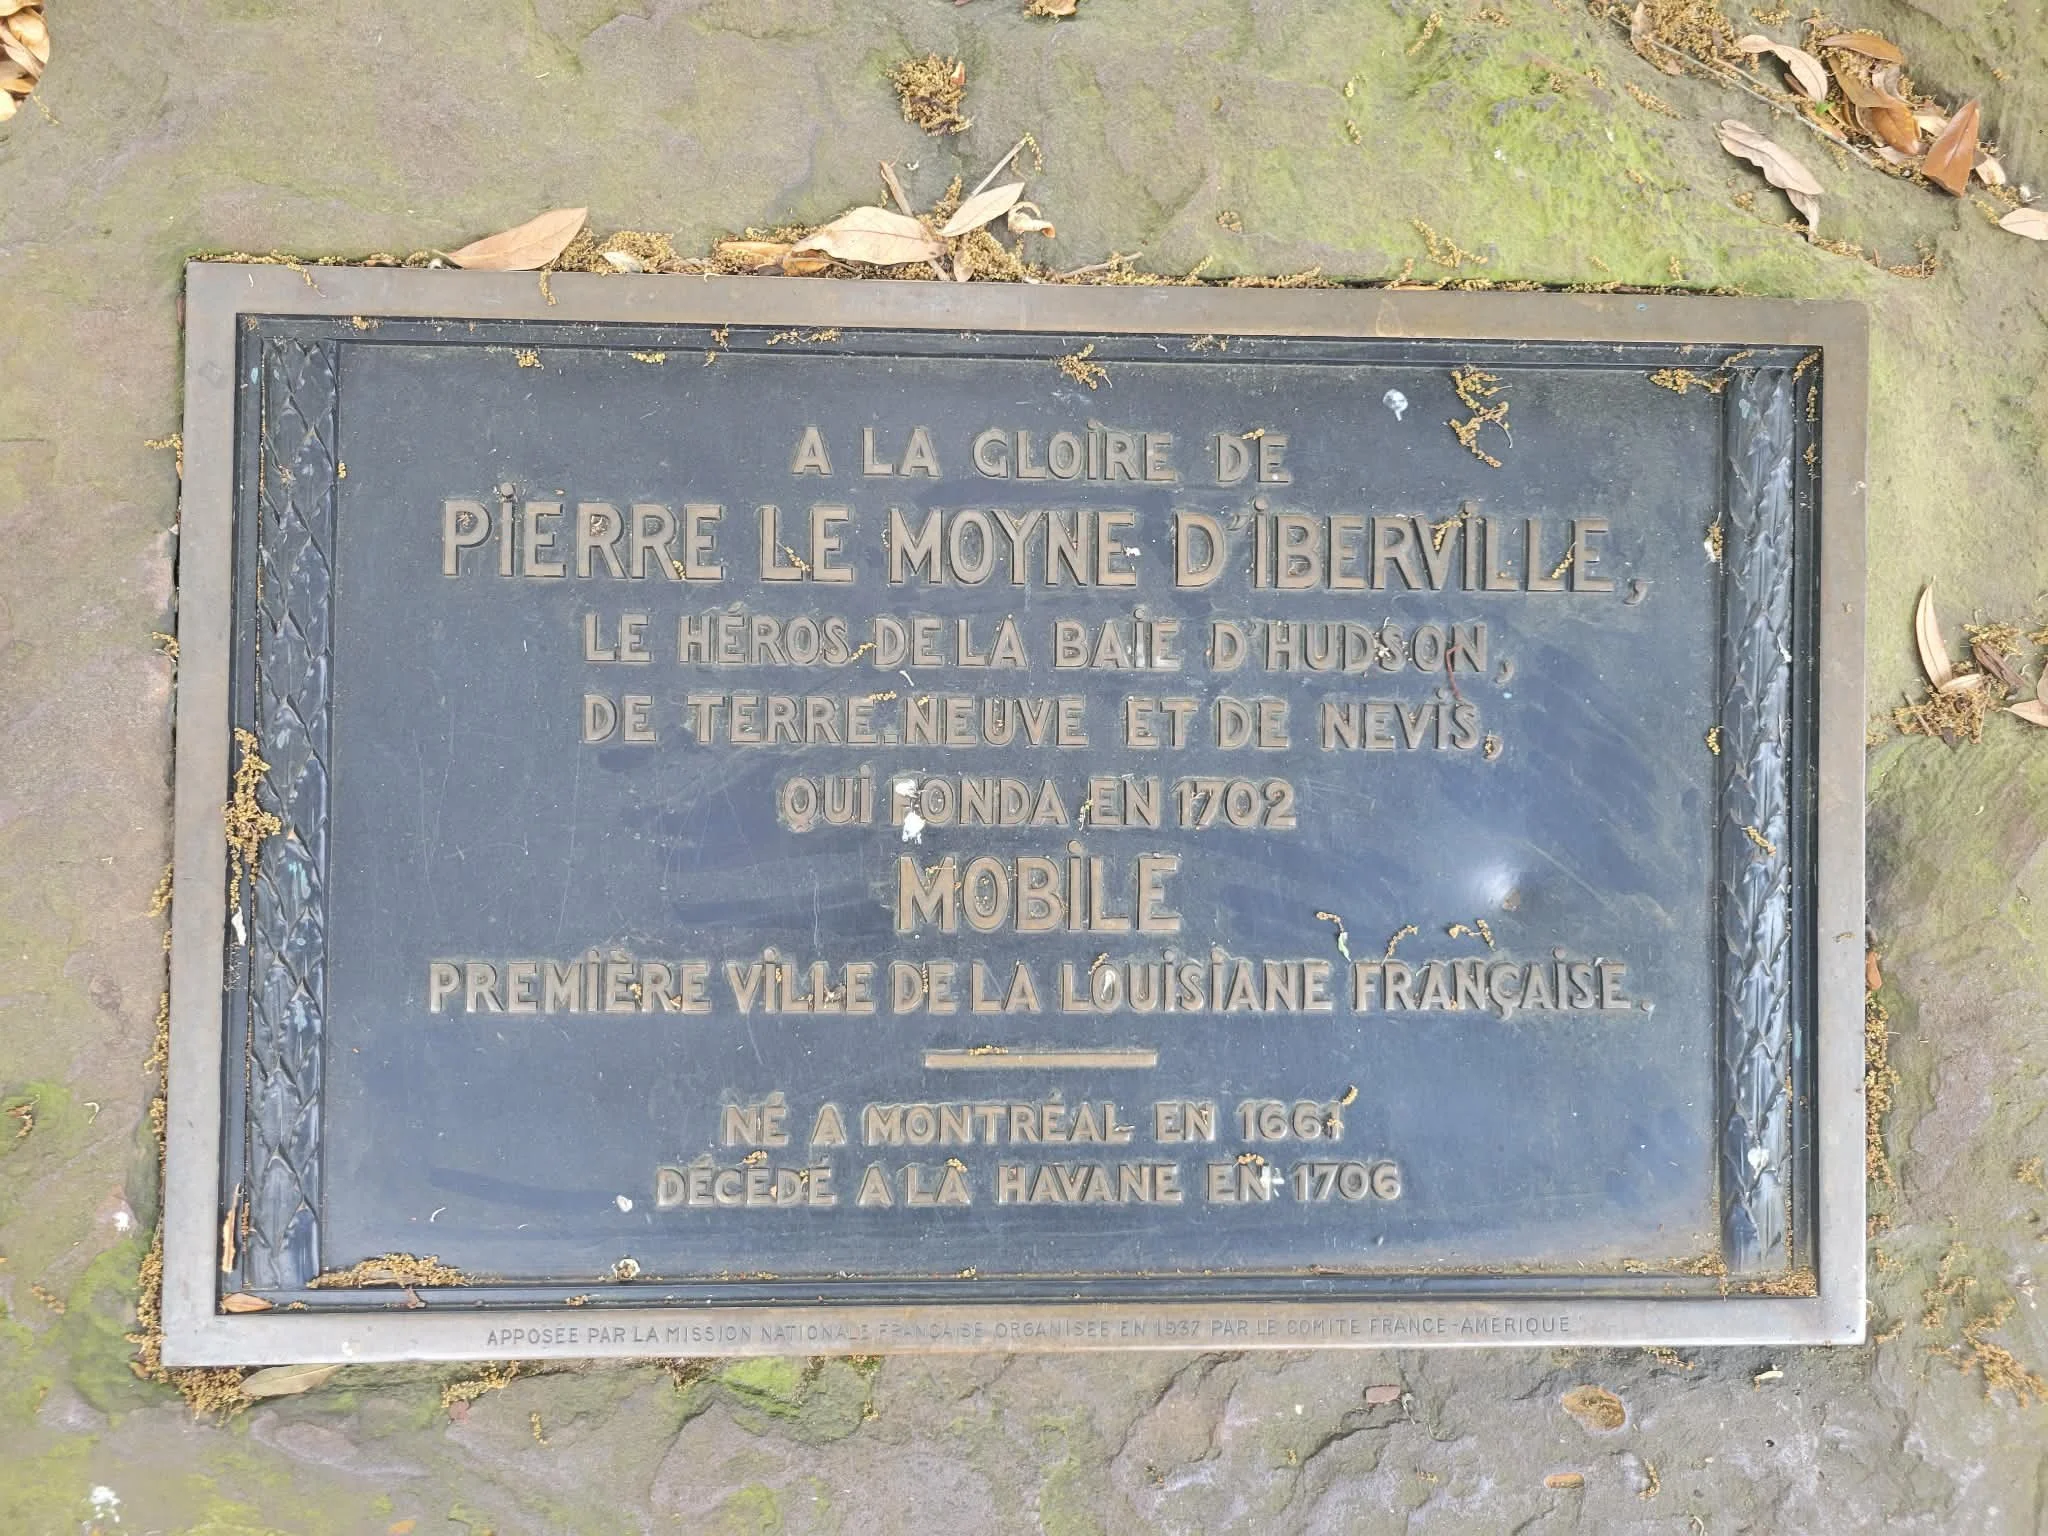 A LA GLOIRE DE
PIERRE LE MOYNE D'IBERVILLE,
LE HÉROS DE LA BAIE D'HUDSON,
DE TERRE-NEUVE ET DE NEVIS,
QUI FONDA EN 1702
MOBILE
PREMIÈRE VILLE DE LA LOUISIANE FRANÇAISE.
NÉ A MONTRÉAL EN 1661
DÉCÉDÉ A LA HAVANE EN 1706
APPOSÉE PAR LA MISSION NATIONALE FRANÇAISE ORGANISÉE EN 1937 PAR LE COMITÉ FRANCE-AMÉRIQUE